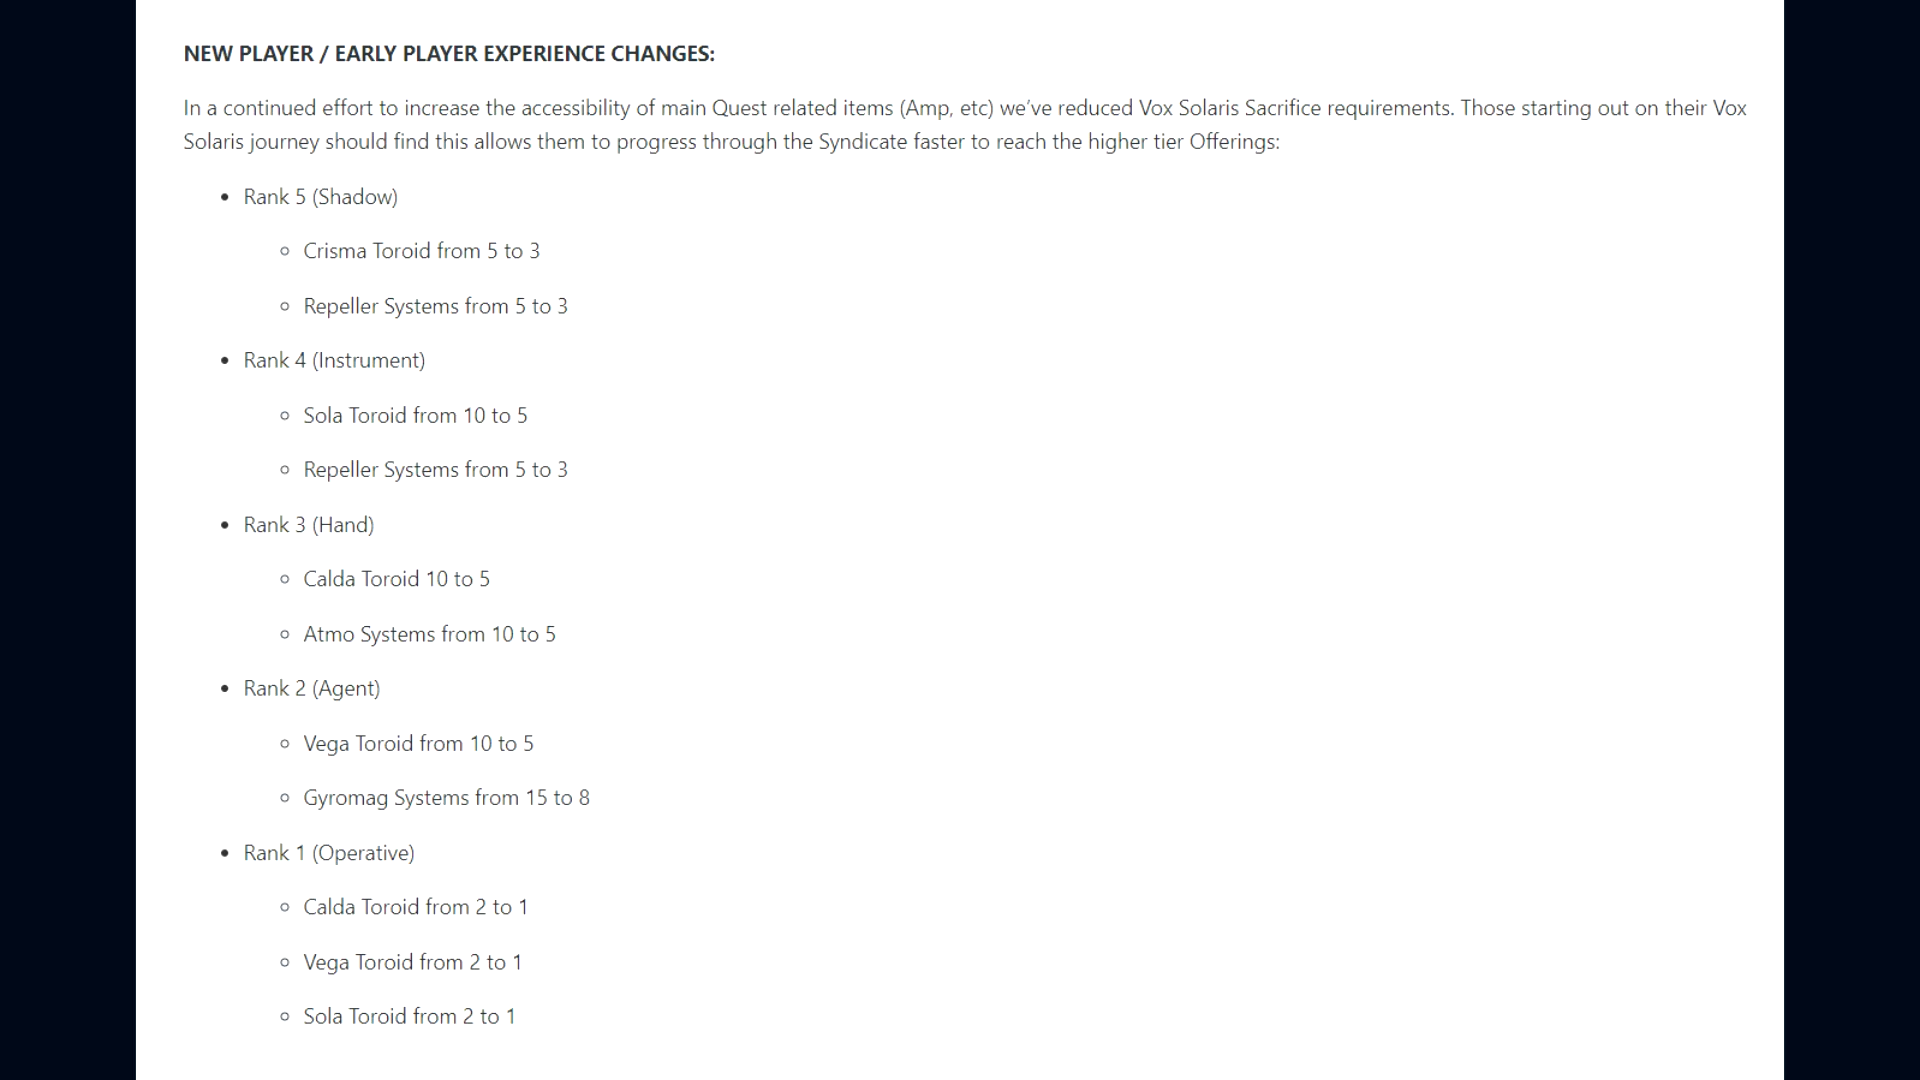 NEW PLAYER / EARLY PLAYER EXPERIENCE CHANGES:
In a continued effort to increase the accessibility of main Quest related items (Amp, etc) we’ve reduced Vox Solaris Sacrifice requirements. Those starting out on their Vox
Solaris journey should find this allows them to progress through the Syndicate faster to reach the higher tier Offerings:
• Rank 5 (Shadow)
◦ Crisma Toroid from 5 to 3
◦ Repeller Systems from 5 to 3
• Rank 4 (Instrument)
◦ Sola Toroid from 10 to 5
◦ Repeller Systems from 5 to 3
• Rank 3 (Hand)
◦ Calda Toroid 10 to 5
◦ Atmo Systems from 10 to 5
• Rank 2 (Agent)
◦ Vega Toroid from 10 to 5
◦ Gyromag Systems from 15 to 8
• Rank 1 (Operative)
◦ Calda Toroid from 2 to 1
◦ Vega Toroid from 2 to 1
◦ Sola Toroid from 2 to 1